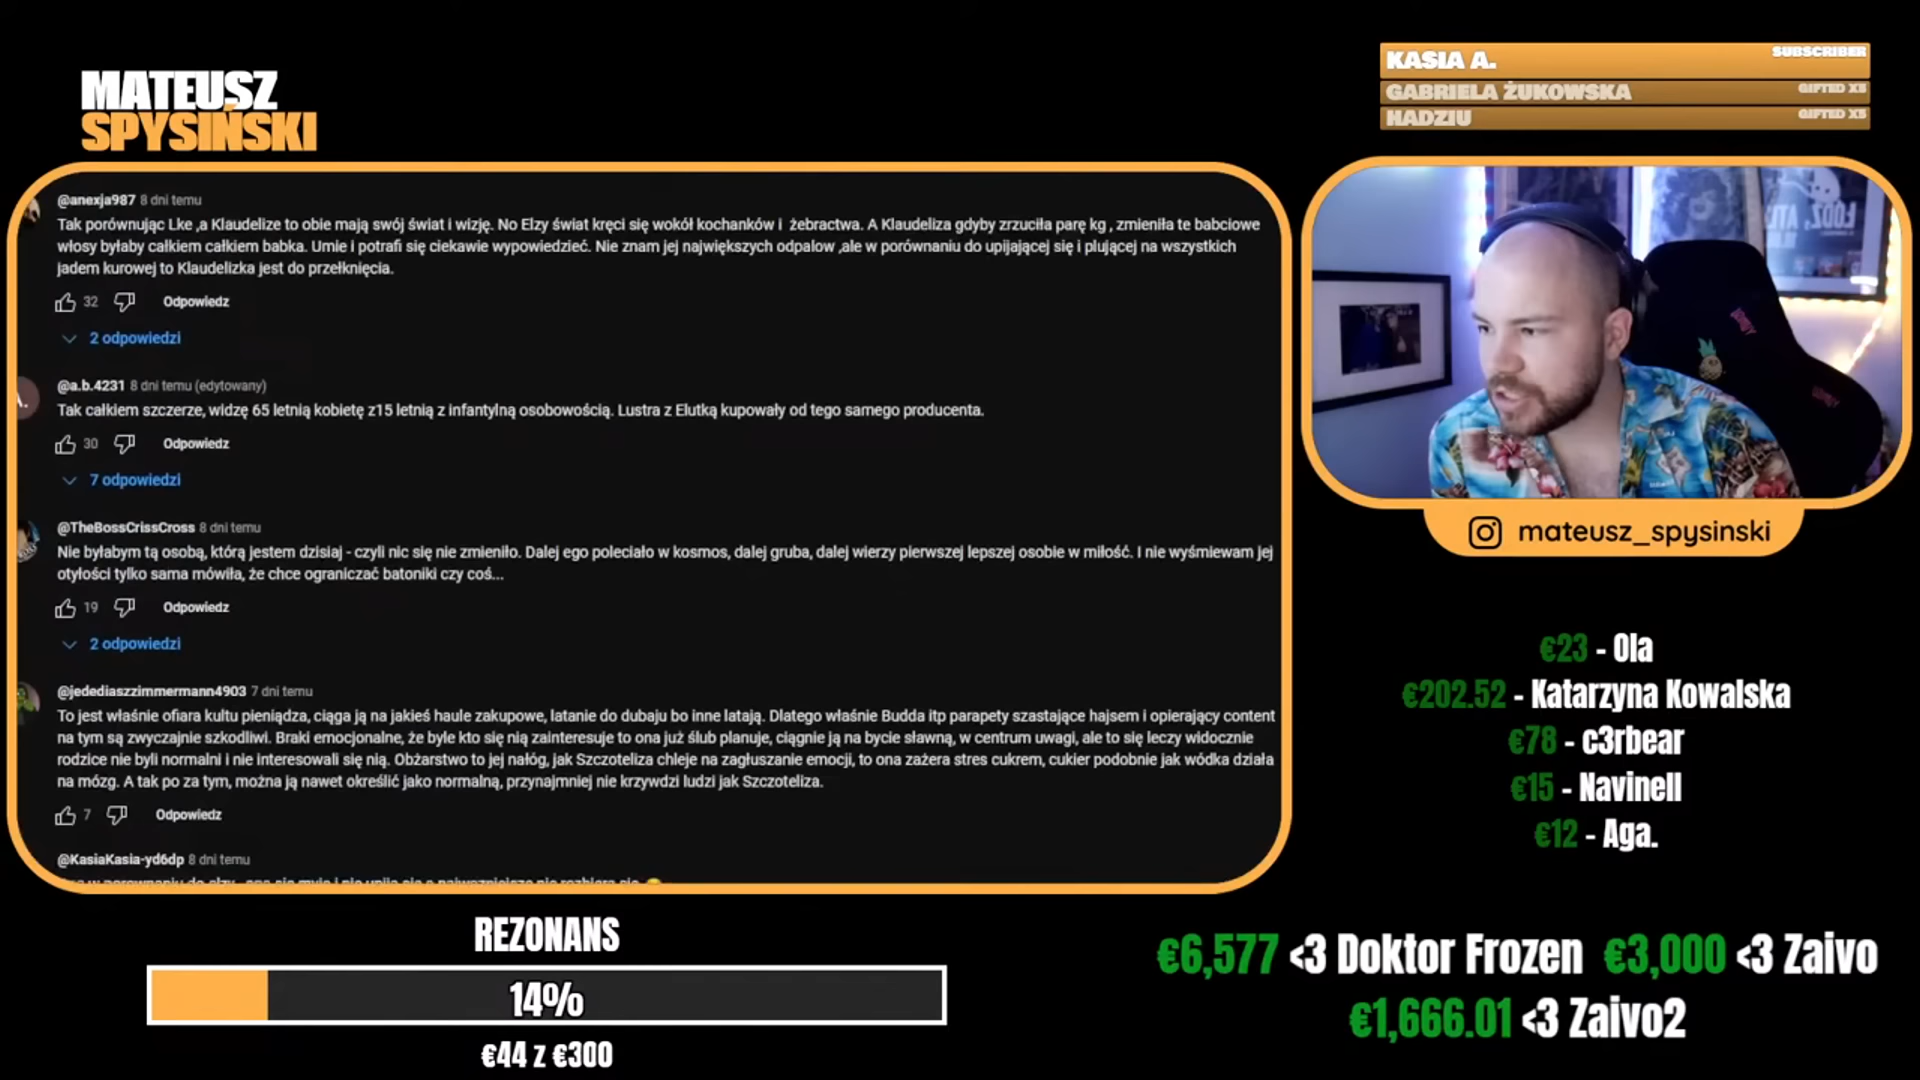 MATEUSZ
SPYSIŃSKI
KASIA A. SUBSCRIBER
GABRIELA ŻUKOWSKA GIFTED X5
HADZIU GIFTED X5
@anexja987 8 dni temu
Tak porównując Lke ,a Klaudelize to obie mają swój świat i wizję. No Elzy świat kręci się wokół kochanków i żebractwa. A Klaudeliza gdyby zrzuciła parę kg , zmieniła te babciowe
włosy byłaby całkiem całkiem babka. Umie i potrafi się ciekawie wypowiedzieć. Nie znam jej największych odpalow ,ale w porównaniu do upijającej się i plującej na wszystkich
jadem kurowej to Klaudelizka jest do przełknięcia.
32 Odpowiedz
2 odpowiedzi
@a.b.4231 8 dni temu (edytowany)
Tak całkiem szczerze, widzę 65 letnią kobietę z15 letnią z infantylną osobowością. Lustra z Elutką kupowały od tego samego producenta.
30 Odpowiedz
7 odpowiedzi
@TheBossCrissCross 8 dni temu
Nie byłabym tą osobą, którą jestem dzisiaj - czyli nic się nie zmieniło. Dalej ego poleciało w kosmos, dalej gruba, dalej wierzy pierwszej lepszej osobie w miłość. I nie wyśmiewam jej
otyłości tylko sama mówiła, że chce ograniczać batoniki czy coś...
19 Odpowiedz
2 odpowiedzi
@jedediaszzimmermann4903 7 dni temu
To jest właśnie ofiara kultu pieniądza, ciąga ją na jakieś haule zakupowe, latanie do dubaju bo inne latają. Dlatego właśnie Budda itp parapety szastające hajsem i opierający content
na tym są zwyczajnie szkodliwi. Braki emocjonalne, że byle kto się nią zainteresuje to ona już ślub planuje, ciągnie ją na bycie sławną, w centrum uwagi, ale to się leczy widocznie
rodzice nie byli normalni i nie interesowali się nią. Obżarstwo to jej nałóg, jak Szczoteliza chleje na zagłuszanie emocji, to ona zażera stres cukrem, cukier podobnie jak wódka działa
na mózg. A tak po za tym, można ją nawet określić jako normalną, przynajmniej nie krzywdzi ludzi jak Szczoteliza.
7 Odpowiedz
@KasiaKasia-yd6dp 8 dni temu
mateusz_spysinski
€23 - Ola
€202.52 - Katarzyna Kowalska
€78 - c3rbear
€15 - Navinell
€12 - Aga.
REZONANS
14%
€44 z €300
€6,577 <3 Doktor Frozen €3,000 <3 Zaivo
€1,666.01 <3 Zaivo2